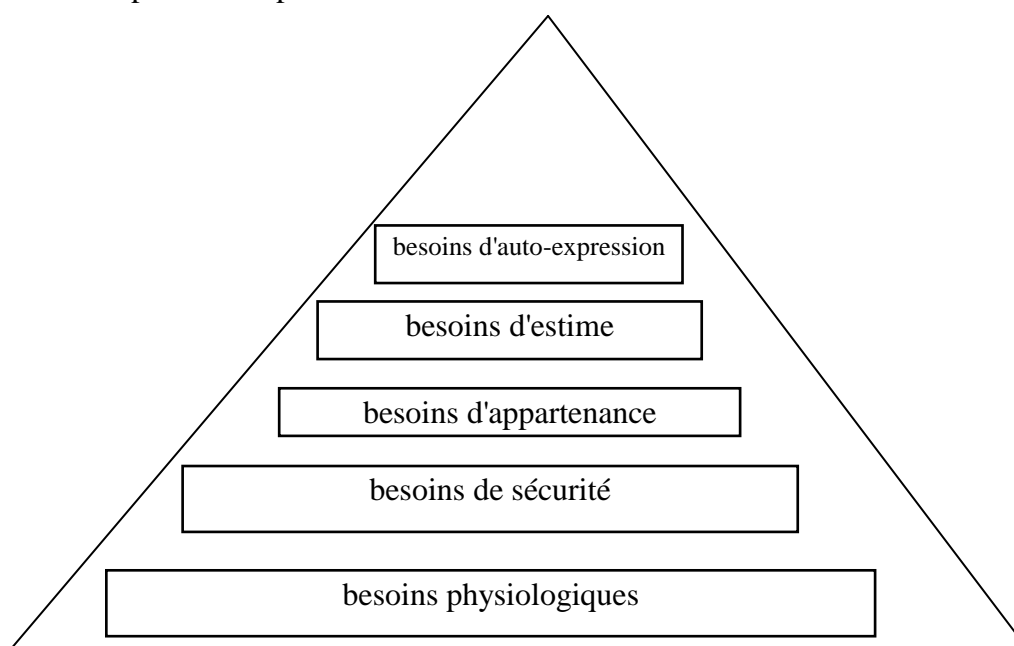 besoins d'auto-expression
besoins d'estime
besoins d'appartenance
besoins de sécurité
besoins physiologiques